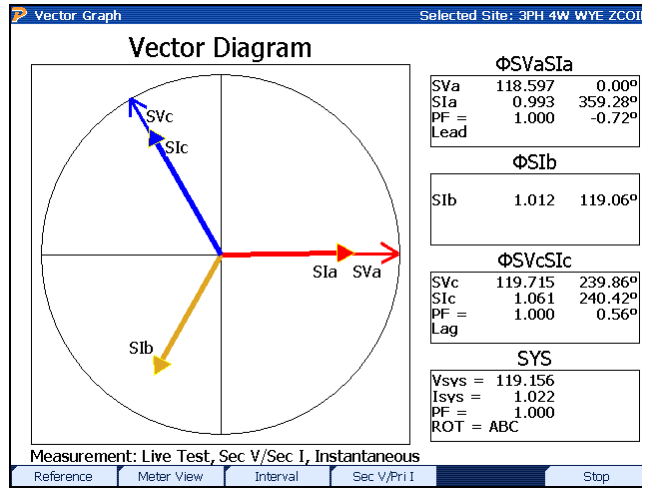 Vector Graph Selected Site: 3PH 4W WYE ZCOI
Vector Diagram
SVc
SIc
SIa SVa
SIb
ΦSVaSIa
SVa 118.597 0.00º
SIa 0.993 359.28º
PF = 1.000 -0.72º
Lead
ΦSIb
SIb 1.012 119.06º
ΦSVcSIc
SVc 119.715 239.86º
SIc 1.061 240.42º
PF = 1.000 0.56º
Lag
SYS
Vsys = 119.156
Isys = 1.022
PF = 1.000
ROT = ABC
Measurement: Live Test, Sec V/Sec I, Instantaneous
Reference Meter View Interval Sec V/Pri I Stop